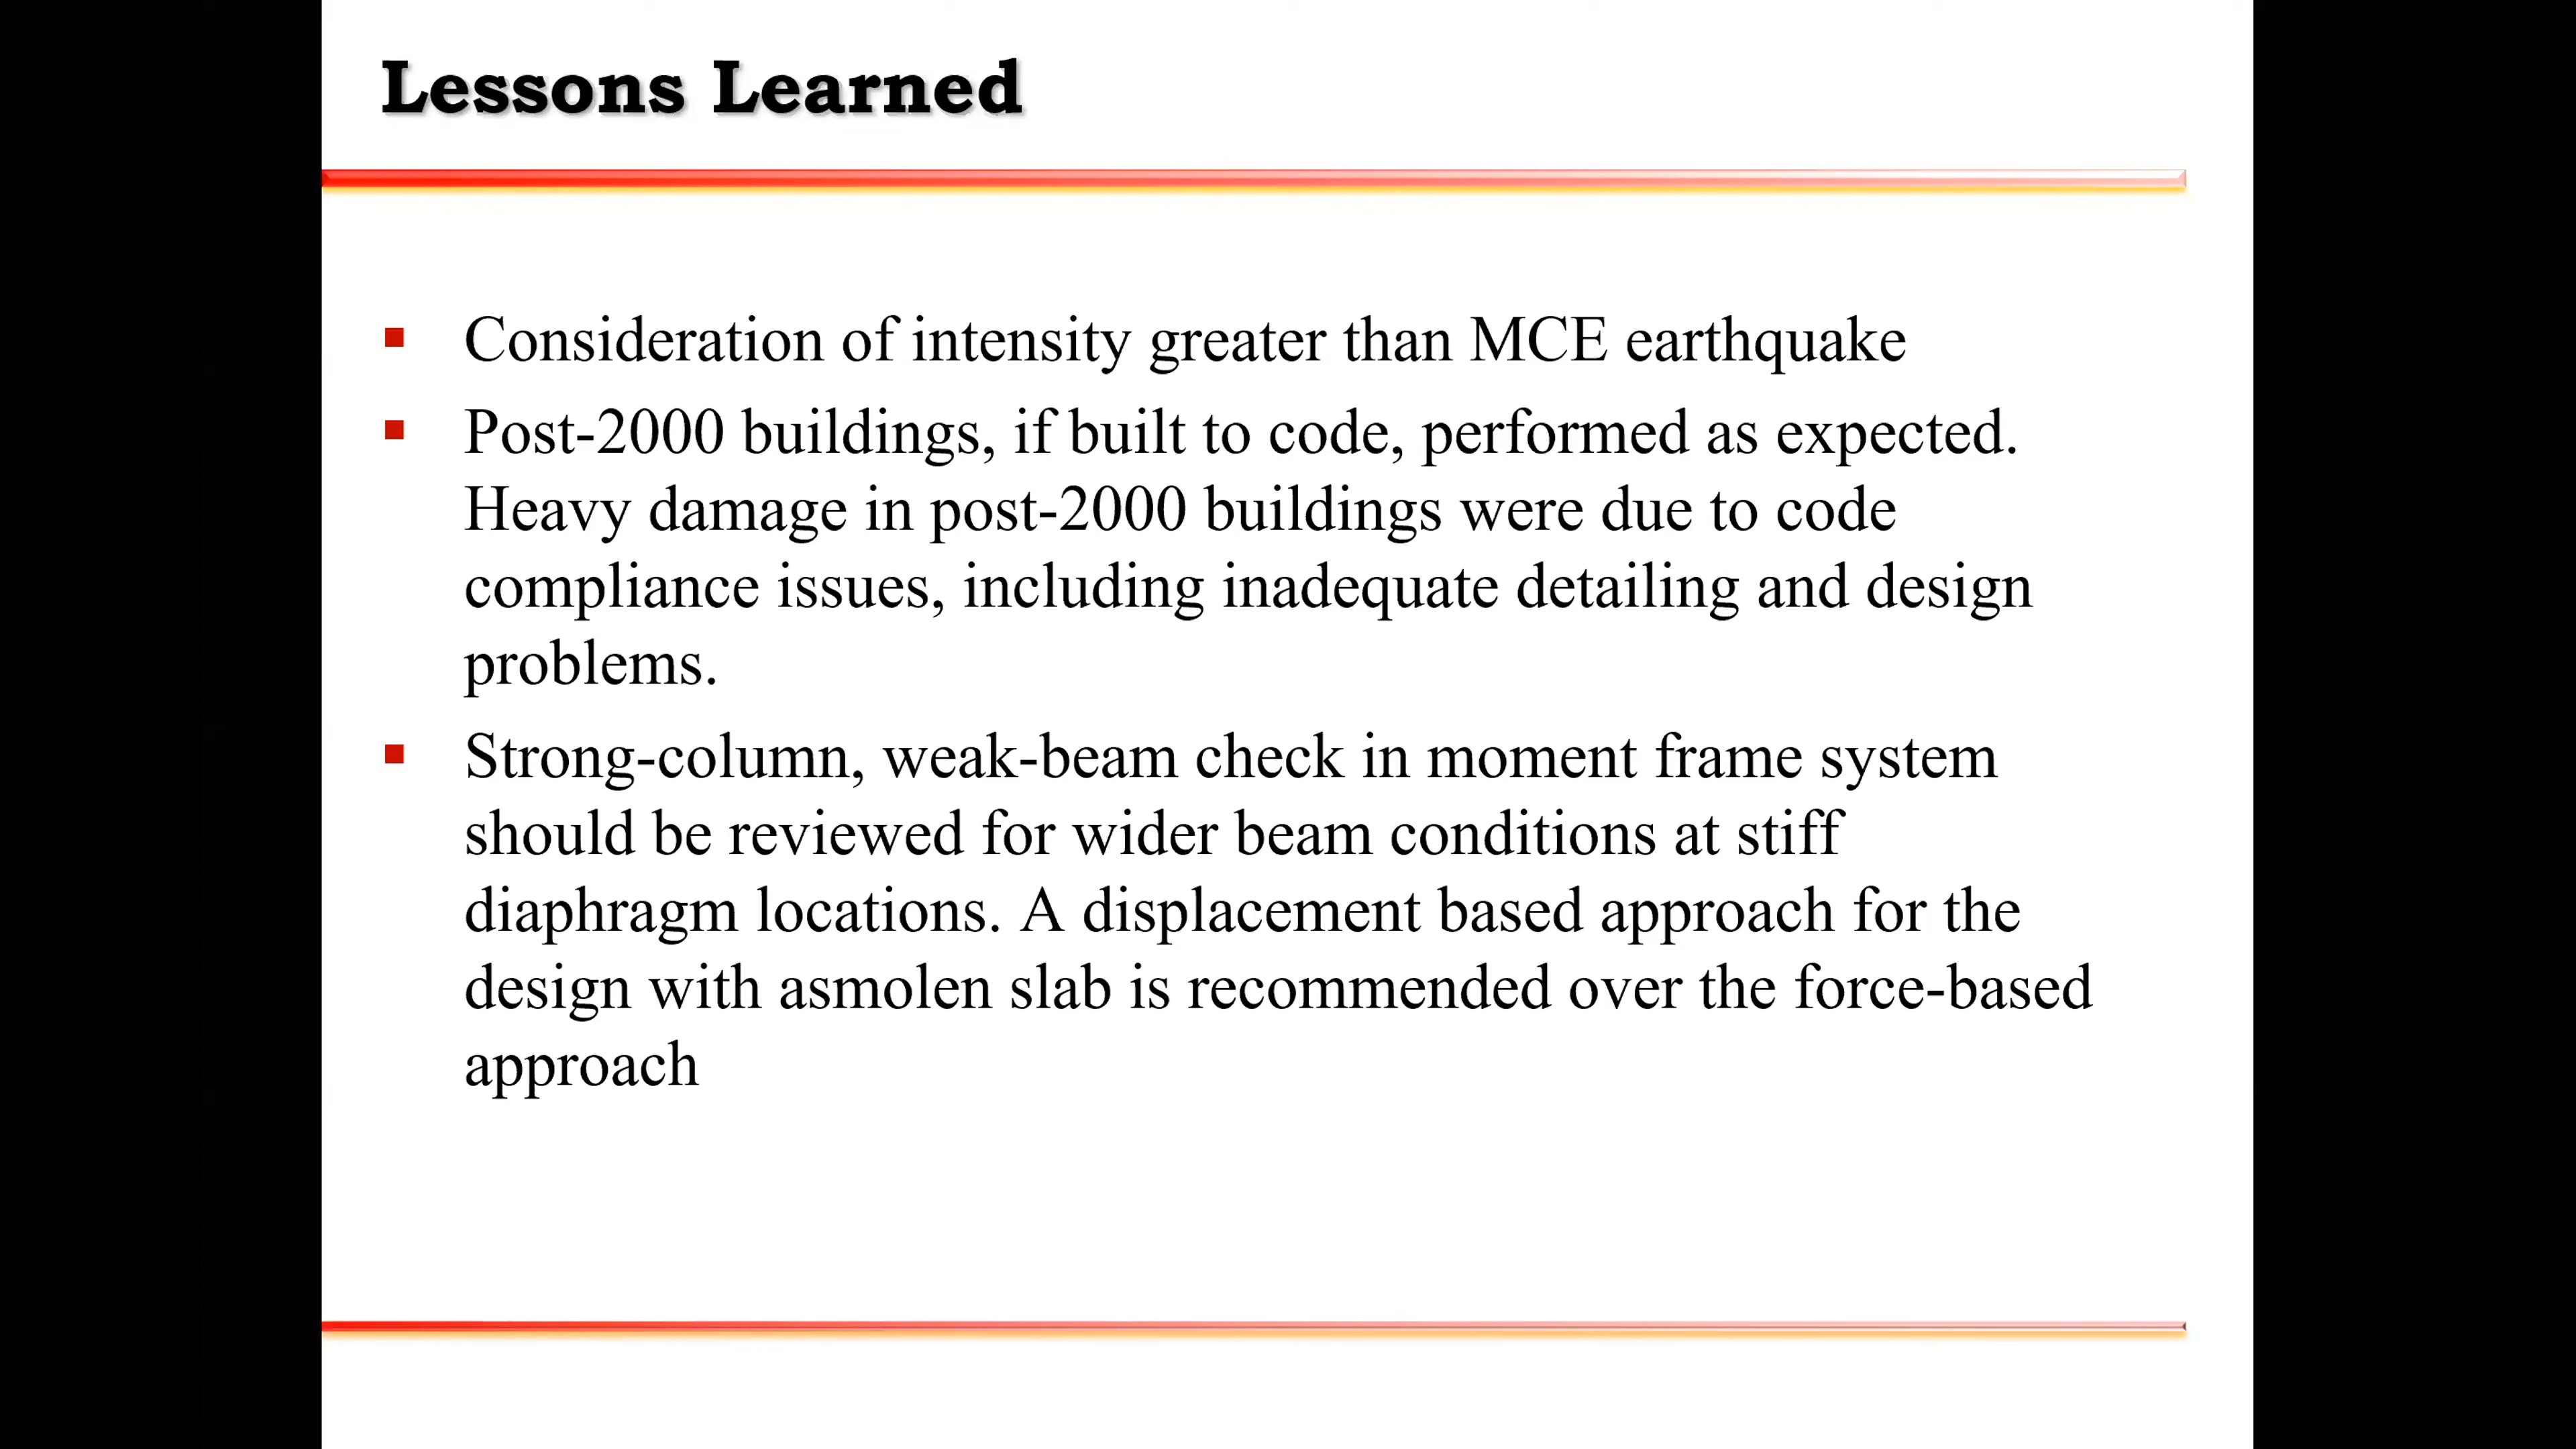 Lessons Learned
▪ Consideration of intensity greater than MCE earthquake
▪ Post-2000 buildings, if built to code, performed as expected.
Heavy damage in post-2000 buildings were due to code
compliance issues, including inadequate detailing and design
problems.
▪ Strong-column, weak-beam check in moment frame system
should be reviewed for wider beam conditions at stiff
diaphragm locations. A displacement based approach for the
design with asmolen slab is recommended over the force-based
approach